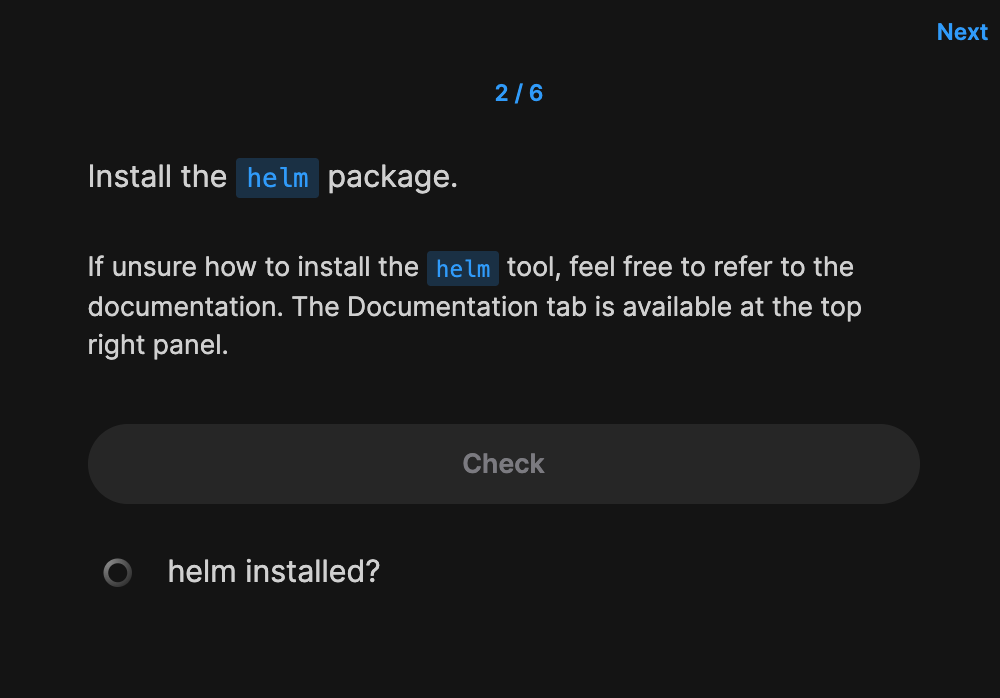 Next
2 / 6
Install the helm package.
If unsure how to install the helm tool, feel free to refer to the
documentation. The Documentation tab is available at the top
right panel.
Check
helm installed?